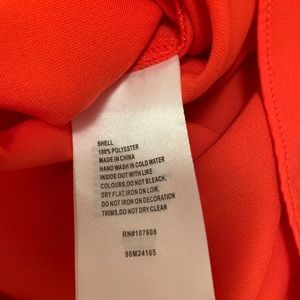 SHELL
100% POLYESTER
MADE IN CHINA
HAND WASH IN COLD WATER
INSIDE OUT WITH LIKE
COLOURS,DO NOT BLEACH,
DRY FLAT,IRON ON LOW,
DO NOT IRON ON DECORATION
TRIMS,DO NOT DRY CLEAN
RN#107608
98M24105